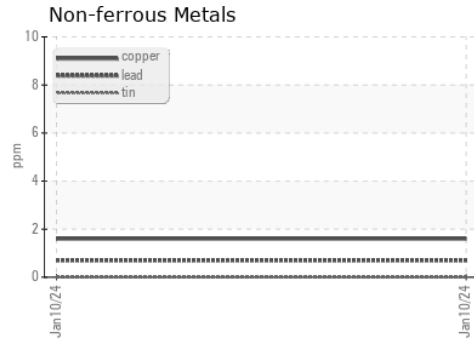 Non-ferrous Metals
10
8
6
4
2
0
ppm
copper
lead
tin
Jan10/24
Jan10/24